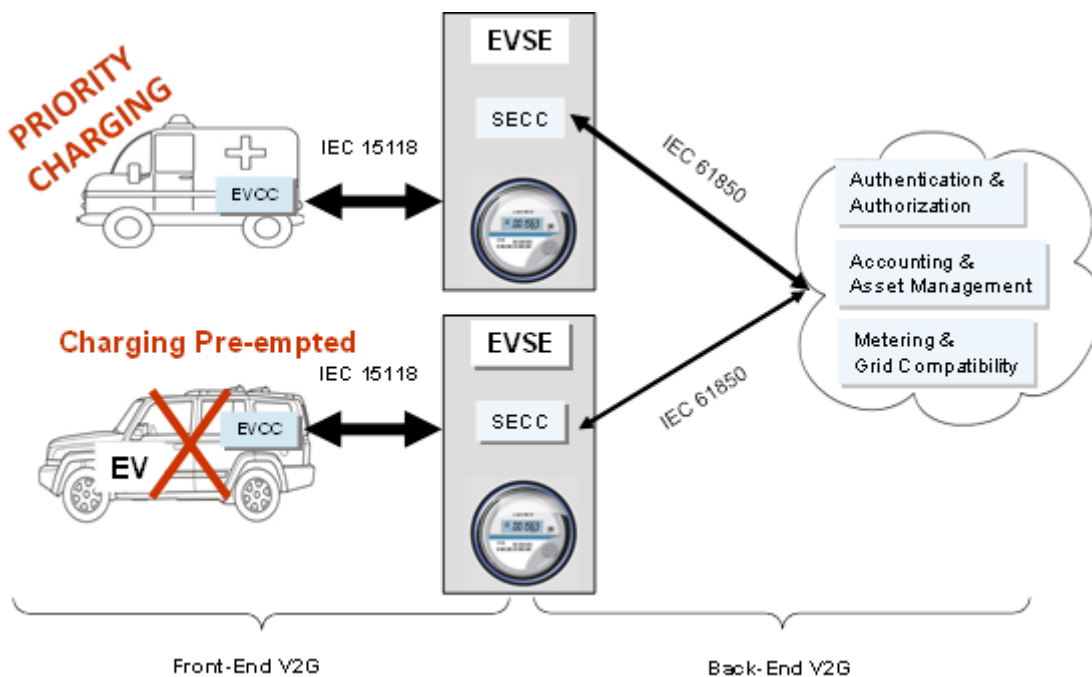 PRIORITY
CHARGING
EVCC
IEC 15118
EVSE
SECC
IEC 61850
Authentication &
Authorization
Accounting &
Asset Management
Metering &
Grid Compatibility
Charging Pre-empted
IEC 15118
EV
EVCC
EVSE
SECC
IEC 61850
Front-End V2G
Back-End V2G